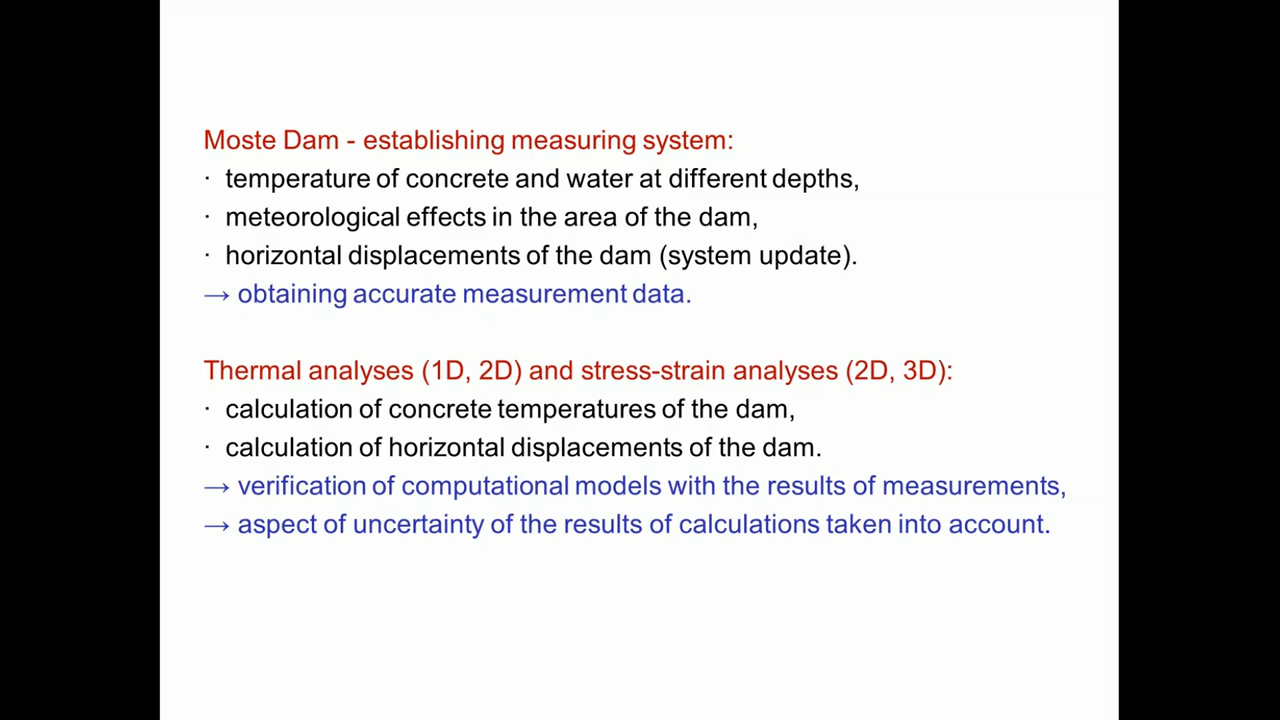 Moste Dam - establishing measuring system:
· temperature of concrete and water at different depths,
· meteorological effects in the area of the dam,
· horizontal displacements of the dam (system update).
→ obtaining accurate measurement data.
Thermal analyses (1D, 2D) and stress-strain analyses (2D, 3D):
· calculation of concrete temperatures of the dam,
· calculation of horizontal displacements of the dam.
→ verification of computational models with the results of measurements,
→ aspect of uncertainty of the results of calculations taken into account.